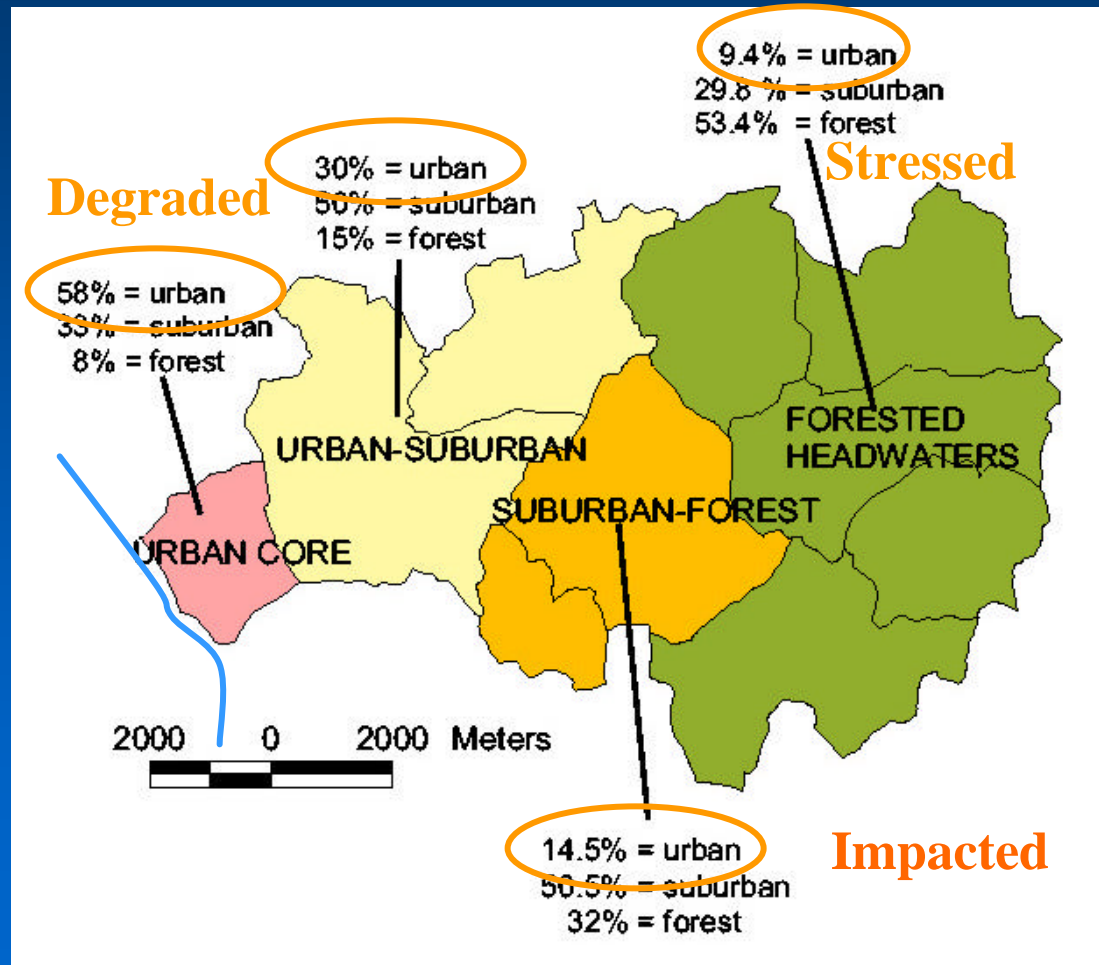 9.4% = urban
29.8 % = suburban
53.4% = forest
Stressed
30% = urban
= suburban
15% = forest
Degraded
58% = urban
33% = suburban
8% = forest
FORESTED
HEADWATERS
URBAN-SUBURBAN
SUBURBAN-FOREST
URBAN CORE
2000 0 2000 Meters
14.5% = urban
50.5% = suburban
32% = forest
Impacted